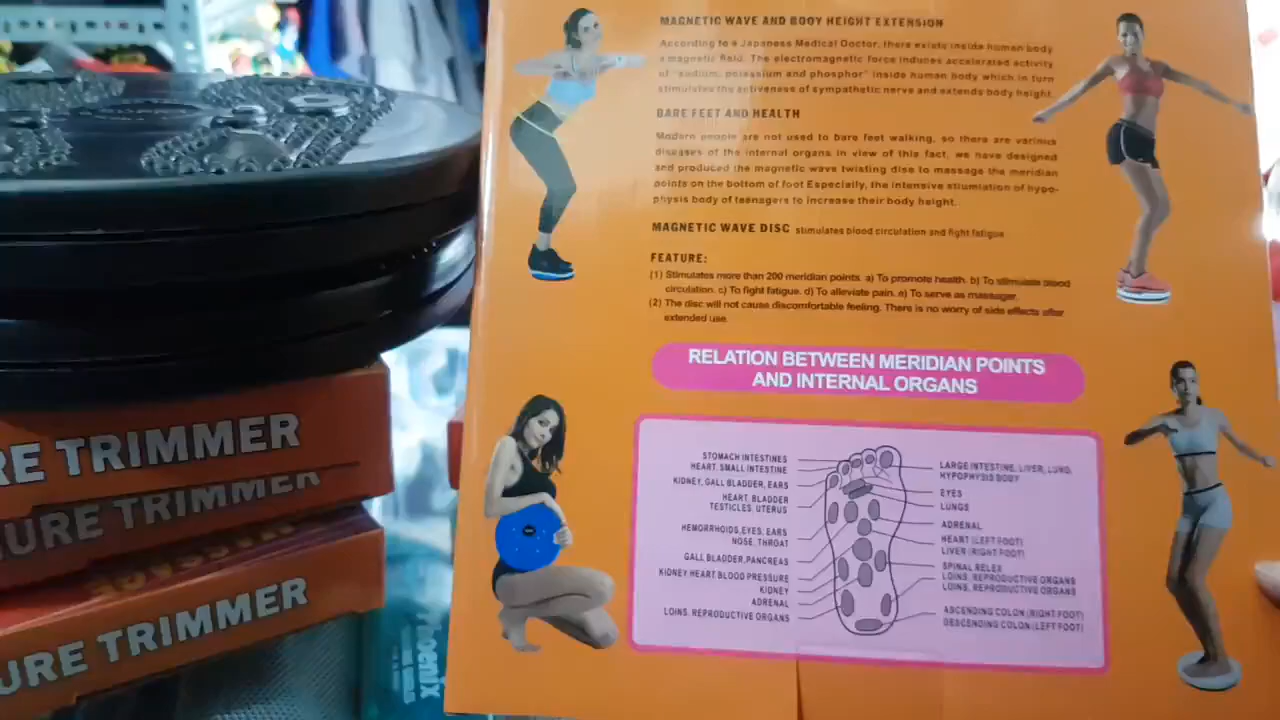 MAGNETIC WAVE AND BODY HEIGHT EXTENSION
According to a Japaness Medical Doctor, there exists inside human body
a magnetic field. The electromagnetic force induces accelerated activity
of "sodium, potassium and phosphor" inside human body which in turn
stimulates the activeness of sympathetic nerve and extends body height.
BARE FEET AND HEALTH
Modern people are not used to bare feet walking, so there are varinus
diseases of the internal organs. In view of this fact, we have designed
and produced the magnetic wave twisting disc to massage the meridian
points on the bottom of foot Especially, the intensive stiumlation of hypo-
physis body of teenagers to increase their body height.
MAGNETIC WAVE DISC stimulates blood circulation and fight fatigue
FEATURE:
(1) Stimulates more than 200 meridian points. a) To promote health. b) To stimulate blood
circulation. c) To fight fatigue. d) To alleviate pain. e) To serve as massager.
(2) The disc will not cause discomfortable feeling. There is no worry of side effects after
extended use.
RELATION BETWEEN MERIDIAN POINTS
AND INTERNAL ORGANS
STOMACH INTESTINES
HEART, SMALL INTESTINE
KIDNEY, GALL BLADDER, EARS
HEART, BLADDER
TESTICLES, UTERUS
HEMORRHOIDS, EYES, EARS
NOSE, THROAT
GALL BLADDER, PANCREAS
KIDNEY HEART BLOOD PRESSURE
KIDNEY
ADRENAL
LOINS, REPRODUCTIVE ORGANS
LARGE INTESTINE, LIVER, LUNG,
HYPOPHYSIS BODY
EYES
LUNGS
ADRENAL
HEART (LEFT FOOT)
LIVER (RIGHT FOOT)
SPINAL RELEX
LOINS, REPRODUCTIVE ORGANS
LOINS, REPRODUCTIVE ORGANS
ASCENDING COLON (RIGHT FOOT)
DESCENDING COLON (LEFT FOOT)
RE TRIMMER
URE TRIMMER
URE TRIMMER
Phoenix